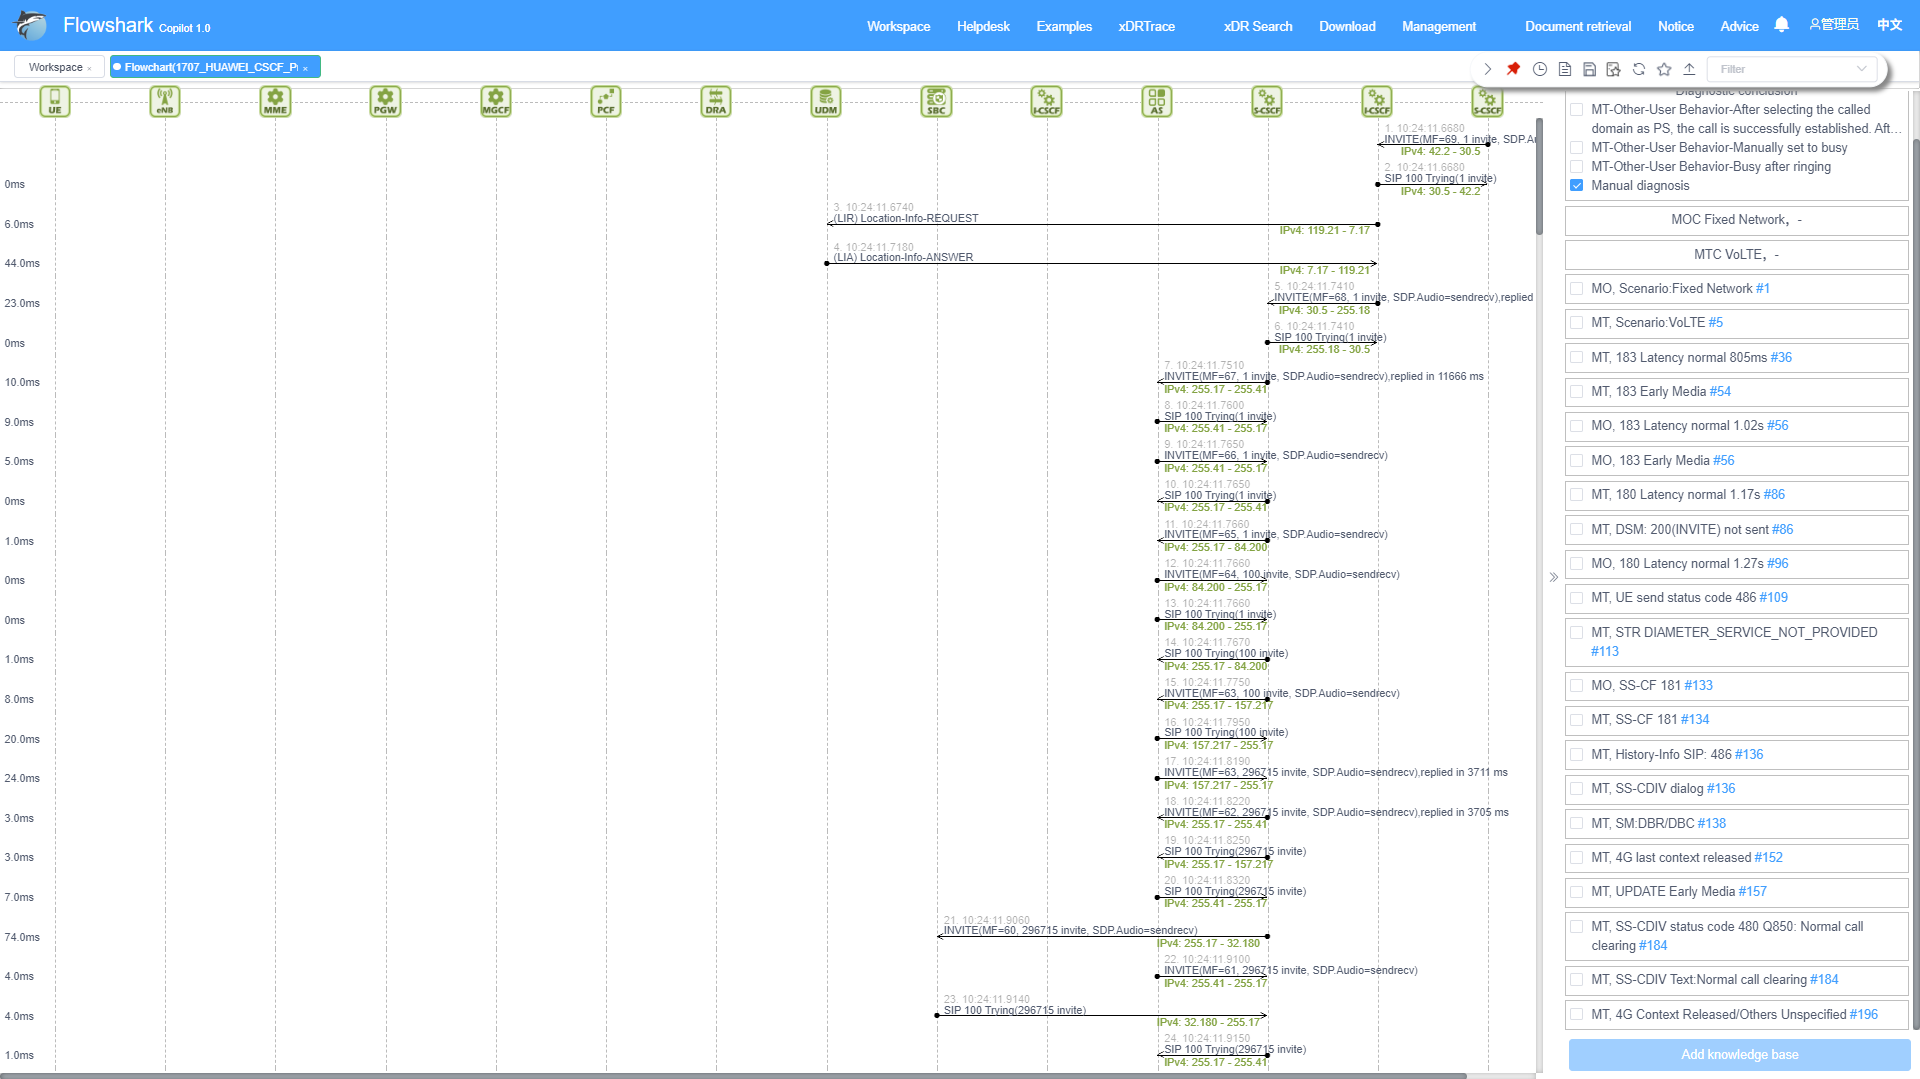 Flowshark Copilot 1.0
Workspace Helpdesk Examples xDRTrace xDR Search Download Management Document retrieval Notice Advice 管理员 中文
Workspace ×
Flowchart(1707_HUAWEI_CSCF_P ×
Filter
UE eNB MME PGW MGCF PCF DRA UDM SBC I-CSCF AS S-CSCF I-CSCF S-CSCF
1. 10:24:11.6680
INVITE(MF=69, 1 invite, SDP.Au
IPv4: 42.2 - 30.5
2. 10:24:11.6680
SIP 100 Trying(1 invite)
0ms
IPv4: 30.5 - 42.2
3. 10:24:11.6740
(LIR) Location-Info-REQUEST
6.0ms
IPv4: 119.21 - 7.17
4. 10:24:11.7180
(LIA) Location-Info-ANSWER
44.0ms
IPv4: 7.17 - 119.21
5. 10:24:11.7410
INVITE(MF=68, 1 invite, SDP.Audio=sendrecv),replied
23.0ms
IPv4: 30.5 - 255.18
6. 10:24:11.7410
SIP 100 Trying(1 invite)
0ms
IPv4: 255.18 - 30.5
7. 10:24:11.7510
INVITE(MF=67, 1 invite, SDP.Audio=sendrecv),replied in 11666 ms
10.0ms
IPv4: 255.17 - 255.41
8. 10:24:11.7600
SIP 100 Trying(1 invite)
9.0ms
IPv4: 255.41 - 255.17
9. 10:24:11.7650
INVITE(MF=66, 1 invite, SDP.Audio=sendrecv)
5.0ms
IPv4: 255.41 - 255.17
10. 10:24:11.7650
SIP 100 Trying(1 invite)
0ms
IPv4: 255.17 - 255.41
11. 10:24:11.7660
INVITE(MF=65, 1 invite, SDP.Audio=sendrecv)
1.0ms
IPv4: 255.17 - 84.200
12. 10:24:11.7660
INVITE(MF=64, 100 invite, SDP.Audio=sendrecv)
0ms
IPv4: 84.200 - 255.17
13. 10:24:11.7660
SIP 100 Trying(1 invite)
0ms
IPv4: 84.200 - 255.17
14. 10:24:11.7670
SIP 100 Trying(100 invite)
1.0ms
IPv4: 255.17 - 84.200
15. 10:24:11.7750
INVITE(MF=63, 100 invite, SDP.Audio=sendrecv)
8.0ms
IPv4: 255.17 - 157.217
16. 10:24:11.7950
SIP 100 Trying(100 invite)
20.0ms
IPv4: 157.217 - 255.17
17. 10:24:11.8190
INVITE(MF=63, 296715 invite, SDP.Audio=sendrecv),replied in 3711 ms
24.0ms
IPv4: 157.217 - 255.17
18. 10:24:11.8220
INVITE(MF=62, 296715 invite, SDP.Audio=sendrecv),replied in 3705 ms
3.0ms
IPv4: 255.17 - 255.41
19. 10:24:11.8250
SIP 100 Trying(296715 invite)
3.0ms
IPv4: 255.17 - 157.217
20. 10:24:11.8320
SIP 100 Trying(296715 invite)
7.0ms
IPv4: 255.41 - 255.17
21. 10:24:11.9060
INVITE(MF=60, 296715 invite, SDP.Audio=sendrecv)
74.0ms
IPv4: 255.17 - 32.180
22. 10:24:11.9100
INVITE(MF=61, 296715 invite, SDP.Audio=sendrecv)
4.0ms
IPv4: 255.41 - 255.17
23. 10:24:11.9140
SIP 100 Trying(296715 invite)
4.0ms
IPv4: 32.180 - 255.17
24. 10:24:11.9150
SIP 100 Trying(296715 invite)
1.0ms
IPv4: 255.17 - 255.41
Diagnostic conclusion
MT-Other-User Behavior-After selecting the called
domain as PS, the call is successfully established. Aft...
MT-Other-User Behavior-Manually set to busy
MT-Other-User Behavior-Busy after ringing
Manual diagnosis
MOC Fixed Network，-
MTC VoLTE，-
MO, Scenario:Fixed Network #1
MT, Scenario:VoLTE #5
MT, 183 Latency normal 805ms #36
MT, 183 Early Media #54
MO, 183 Latency normal 1.02s #56
MO, 183 Early Media #56
MT, 180 Latency normal 1.17s #86
MT, DSM: 200(INVITE) not sent #86
MO, 180 Latency normal 1.27s #96
MT, UE send status code 486 #109
MT, STR DIAMETER_SERVICE_NOT_PROVIDED
#113
MO, SS-CF 181 #133
MT, SS-CF 181 #134
MT, History-Info SIP: 486 #136
MT, SS-CDIV dialog #136
MT, SM:DBR/DBC #138
MT, 4G last context released #152
MT, UPDATE Early Media #157
MT, SS-CDIV status code 480 Q850: Normal call
clearing #184
MT, SS-CDIV Text:Normal call clearing #184
MT, 4G Context Released/Others Unspecified #196
Add knowledge base